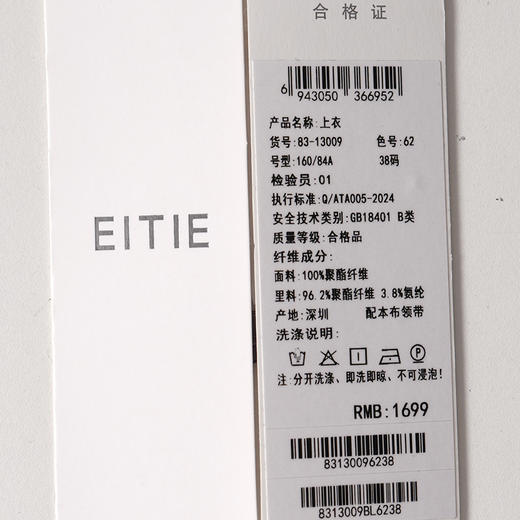 EITIE
合格证
6 943050 366952
产品名称:上衣
货号:83-13009 色号:62
号型:160/84A 38码
检验员:01
执行标准:Q/ATA005-2024
安全技术类别:GB18401 B类
质量等级:合格品
纤维成分:
面料:100%聚酯纤维
里料:96.2%聚酯纤维 3.8%氨纶
产地:深圳 配本布领带
洗涤说明:
注:分开洗涤、即洗即晾、不可浸泡!
RMB:1699
83130096238
8313009BL6238